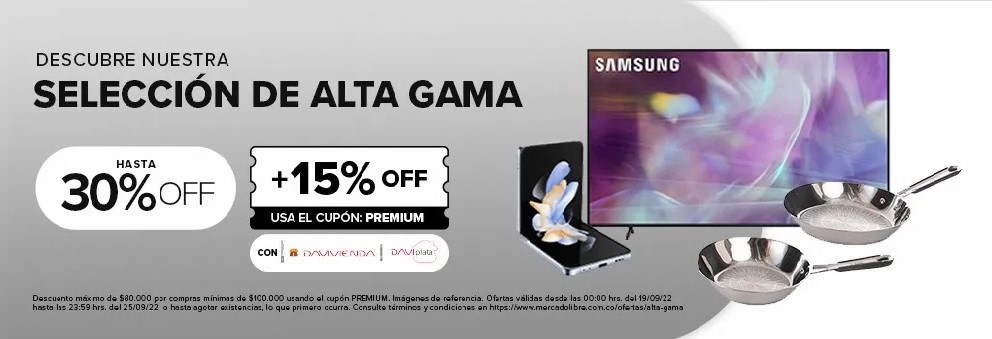 DESCUBRE NUESTRA
SELECCIÓN DE ALTA GAMA
HASTA
30% OFF
+15% OFF
USA EL CUPÓN: PREMIUM
CON DAVIVIENDA DAVIplata
SAMSUNG
Descuento máximo de $80.000 por compras mínimas de $100.000 usando el cupón PREMIUM. Imágenes de referencia. Ofertas válidas desde las 00:00 hrs. del 19/09/22
hasta las 23:59 hrs. del 25/09/22 o hasta agotar existencias, lo que primero ocurra. Consulte términos y condiciones en https://www.mercadolibre.com.co/ofertas/alta-gama